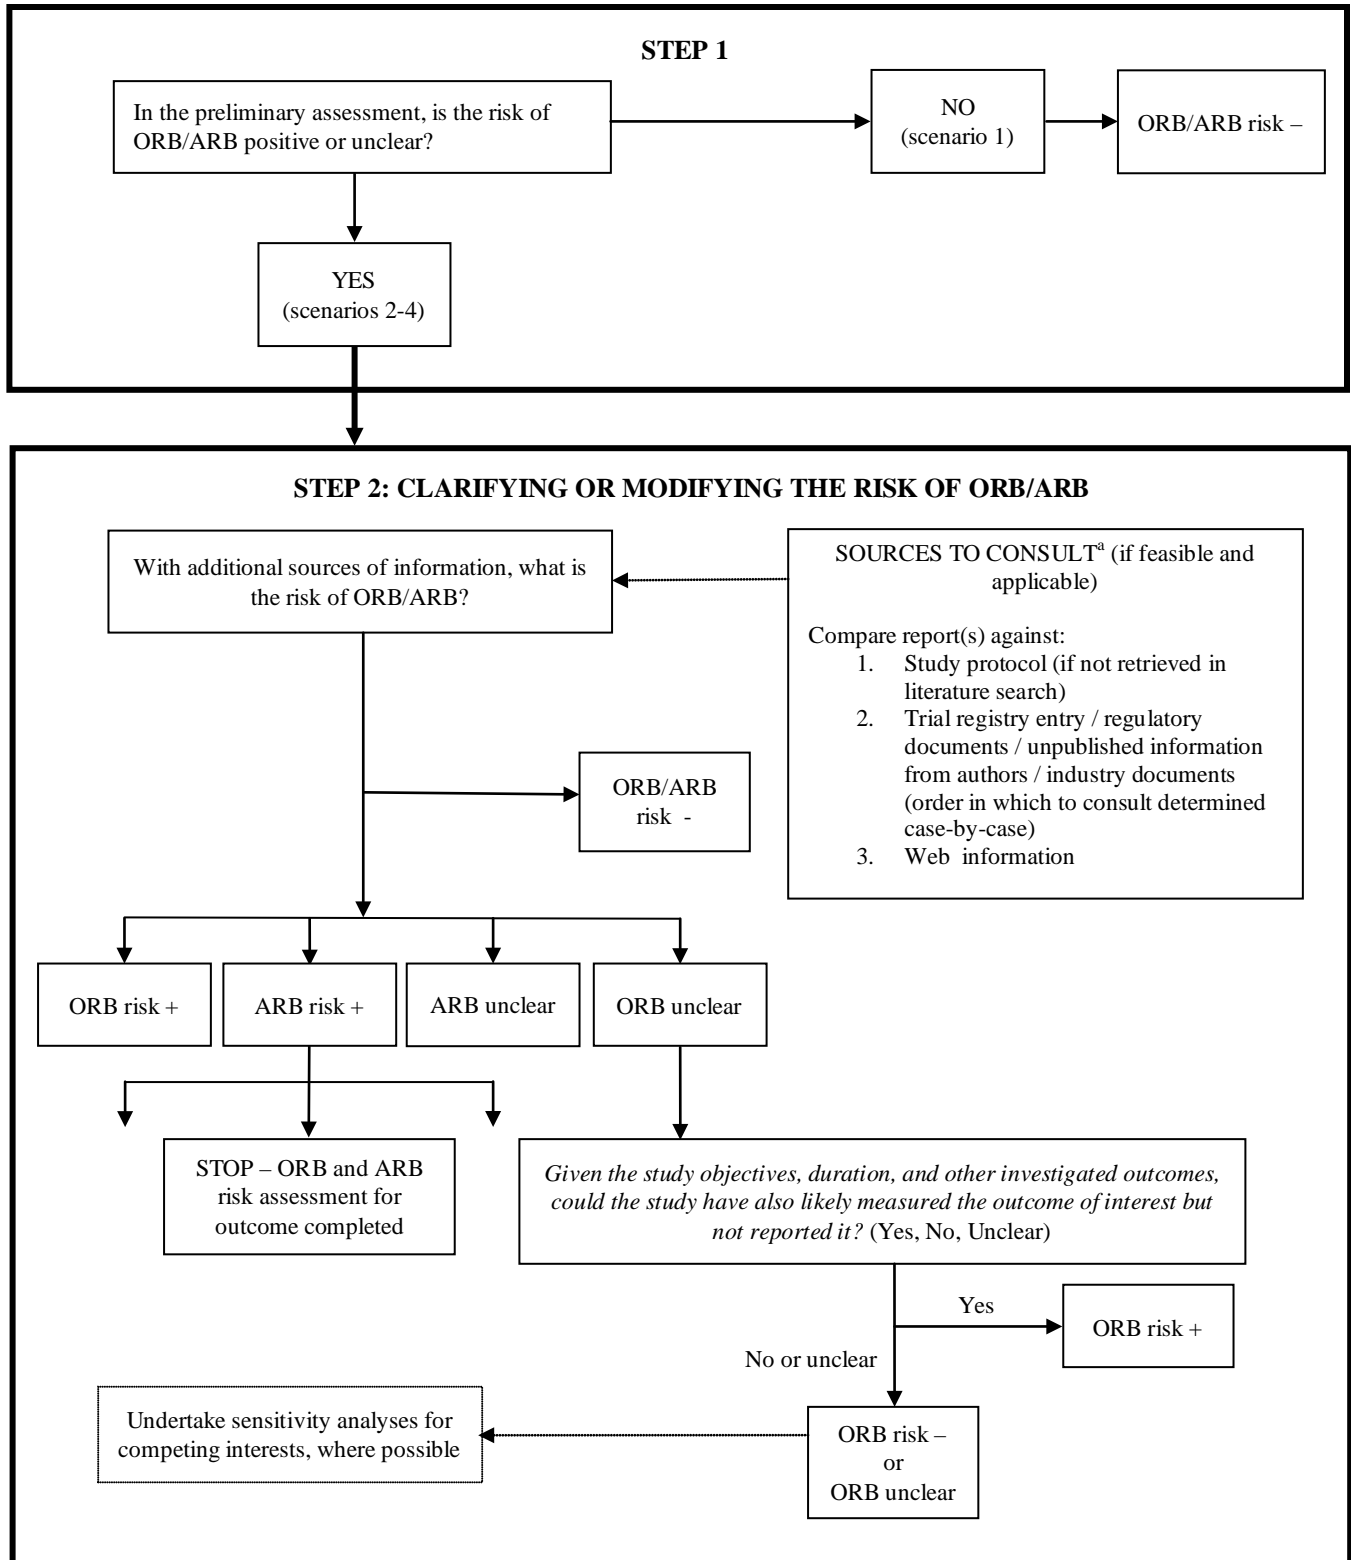 STEP 1
In the preliminary assessment, is the risk of
ORB/ARB positive or unclear?
NO
(scenario 1)
ORB/ARB risk –
YES
(scenarios 2-4)
STEP 2: CLARIFYING OR MODIFYING THE RISK OF ORB/ARB
With additional sources of information, what is
the risk of ORB/ARB?
SOURCES TO CONSULTᵃ (if feasible and
applicable)
Compare report(s) against:
1. Study protocol (if not retrieved in
literature search)
2. Trial registry entry / regulatory
documents / unpublished information
from authors / industry documents
(order in which to consult determined
case-by-case)
3. Web information
ORB/ARB
risk -
ORB risk +
ARB risk +
ARB unclear
ORB unclear
STOP – ORB and ARB
risk assessment for
outcome completed
Given the study objectives, duration, and other investigated outcomes,
could the study have also likely measured the outcome of interest but
not reported it? (Yes, No, Unclear)
Yes
ORB risk +
No or unclear
Undertake sensitivity analyses for
competing interests, where possible
ORB risk –
or
ORB unclear